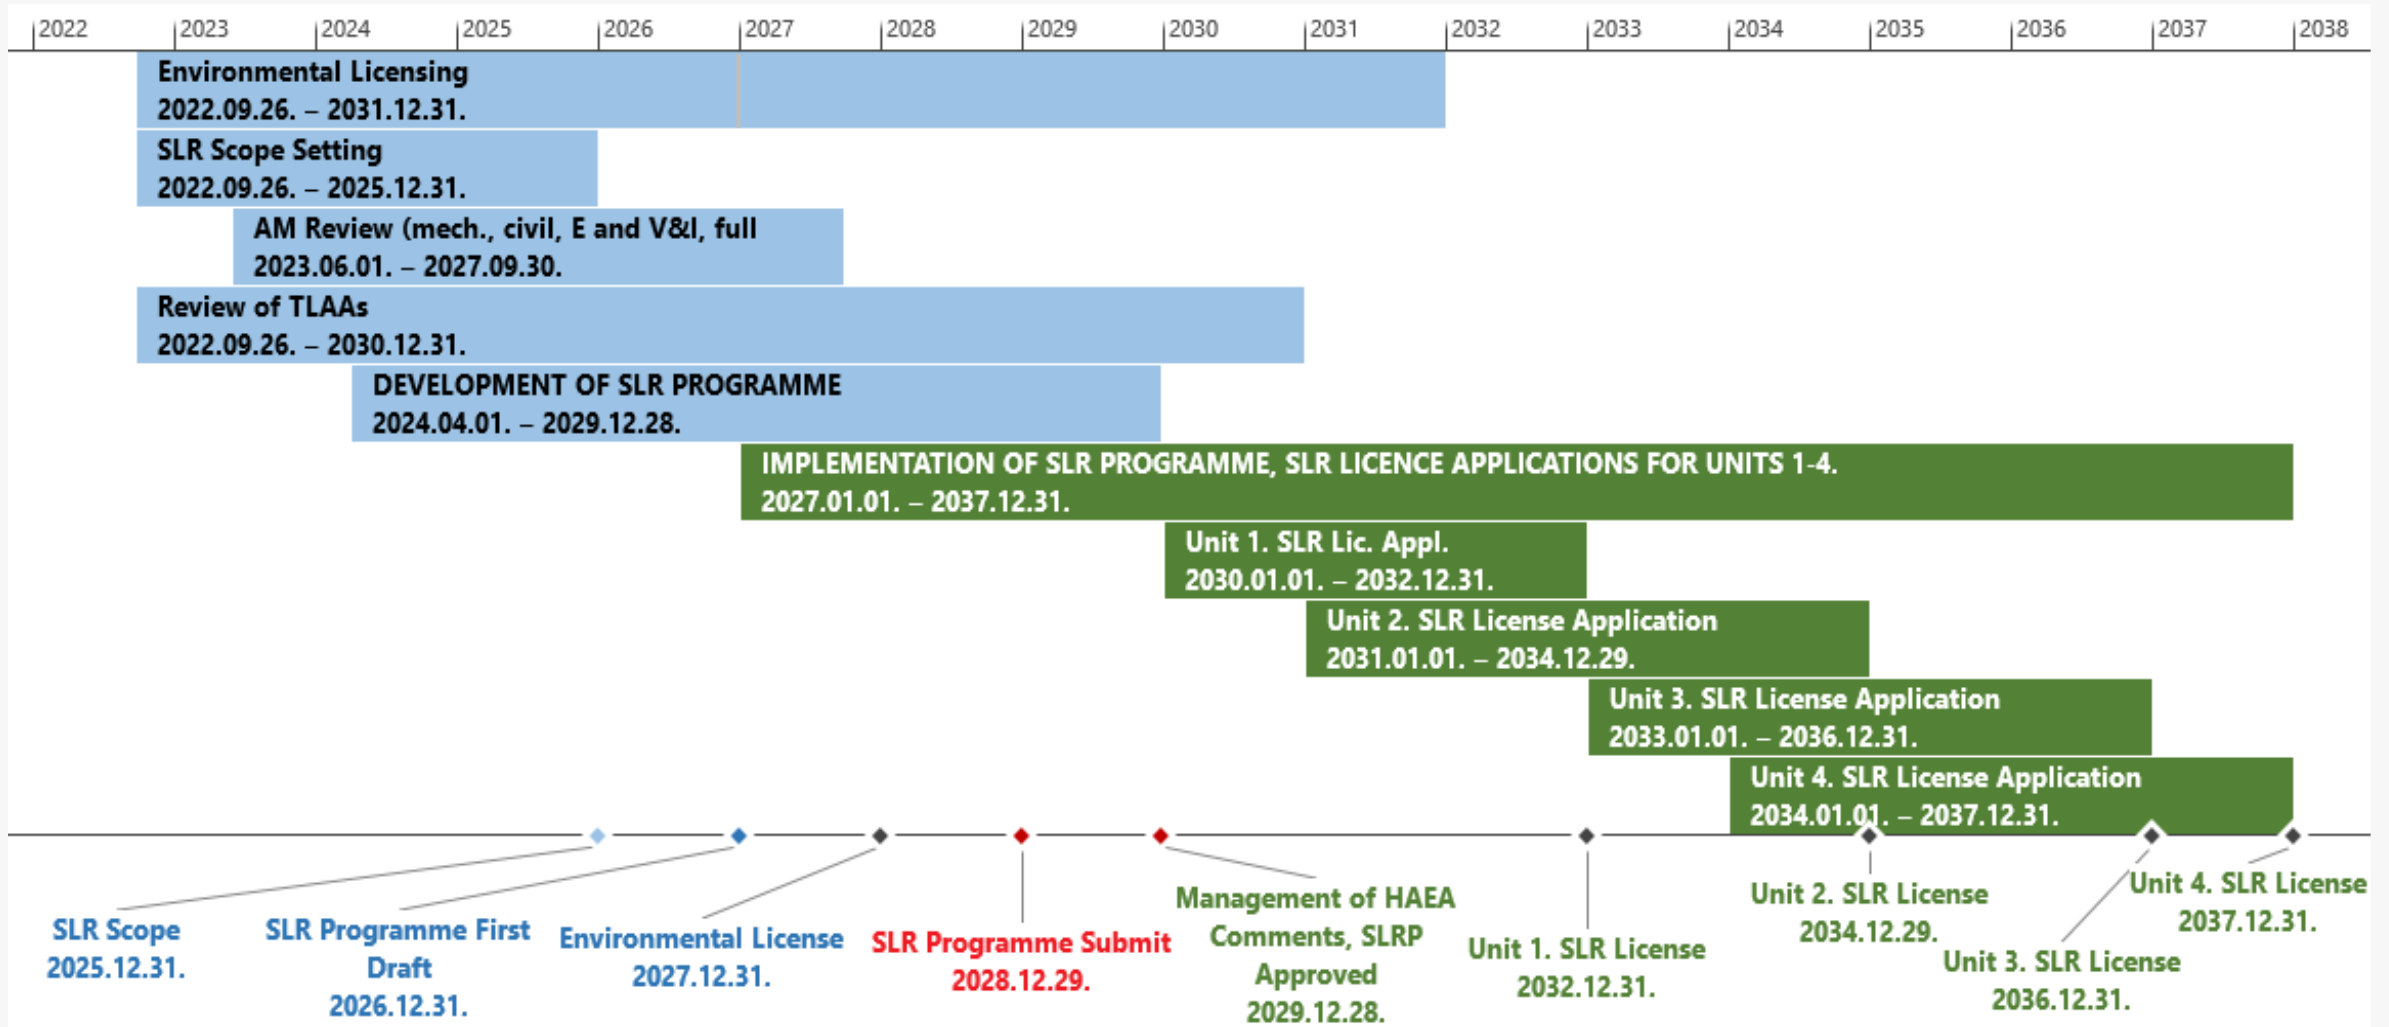 2022 2023 2024 2025 2026 2027 2028 2029 2030 2031 2032 2033 2034 2035 2036 2037 2038
Environmental Licensing
2022.09.26. – 2031.12.31.
SLR Scope Setting
2022.09.26. – 2025.12.31.
AM Review (mech., civil, E and V&I, full
2023.06.01. – 2027.09.30.
Review of TLAAs
2022.09.26. – 2030.12.31.
DEVELOPMENT OF SLR PROGRAMME
2024.04.01. – 2029.12.28.
IMPLEMENTATION OF SLR PROGRAMME, SLR LICENCE APPLICATIONS FOR UNITS 1-4.
2027.01.01. – 2037.12.31.
Unit 1. SLR Lic. Appl.
2030.01.01. – 2032.12.31.
Unit 2. SLR License Application
2031.01.01. – 2034.12.29.
Unit 3. SLR License Application
2033.01.01. – 2036.12.31.
Unit 4. SLR License Application
2034.01.01. – 2037.12.31.
SLR Scope
2025.12.31.
SLR Programme First
Draft
2026.12.31.
Environmental License
2027.12.31.
SLR Programme Submit
2028.12.29.
Management of HAEA
Comments, SLRP
Approved
2029.12.28.
Unit 1. SLR License
2032.12.31.
Unit 2. SLR License
2034.12.29.
Unit 3. SLR License
2036.12.31.
Unit 4. SLR License
2037.12.31.